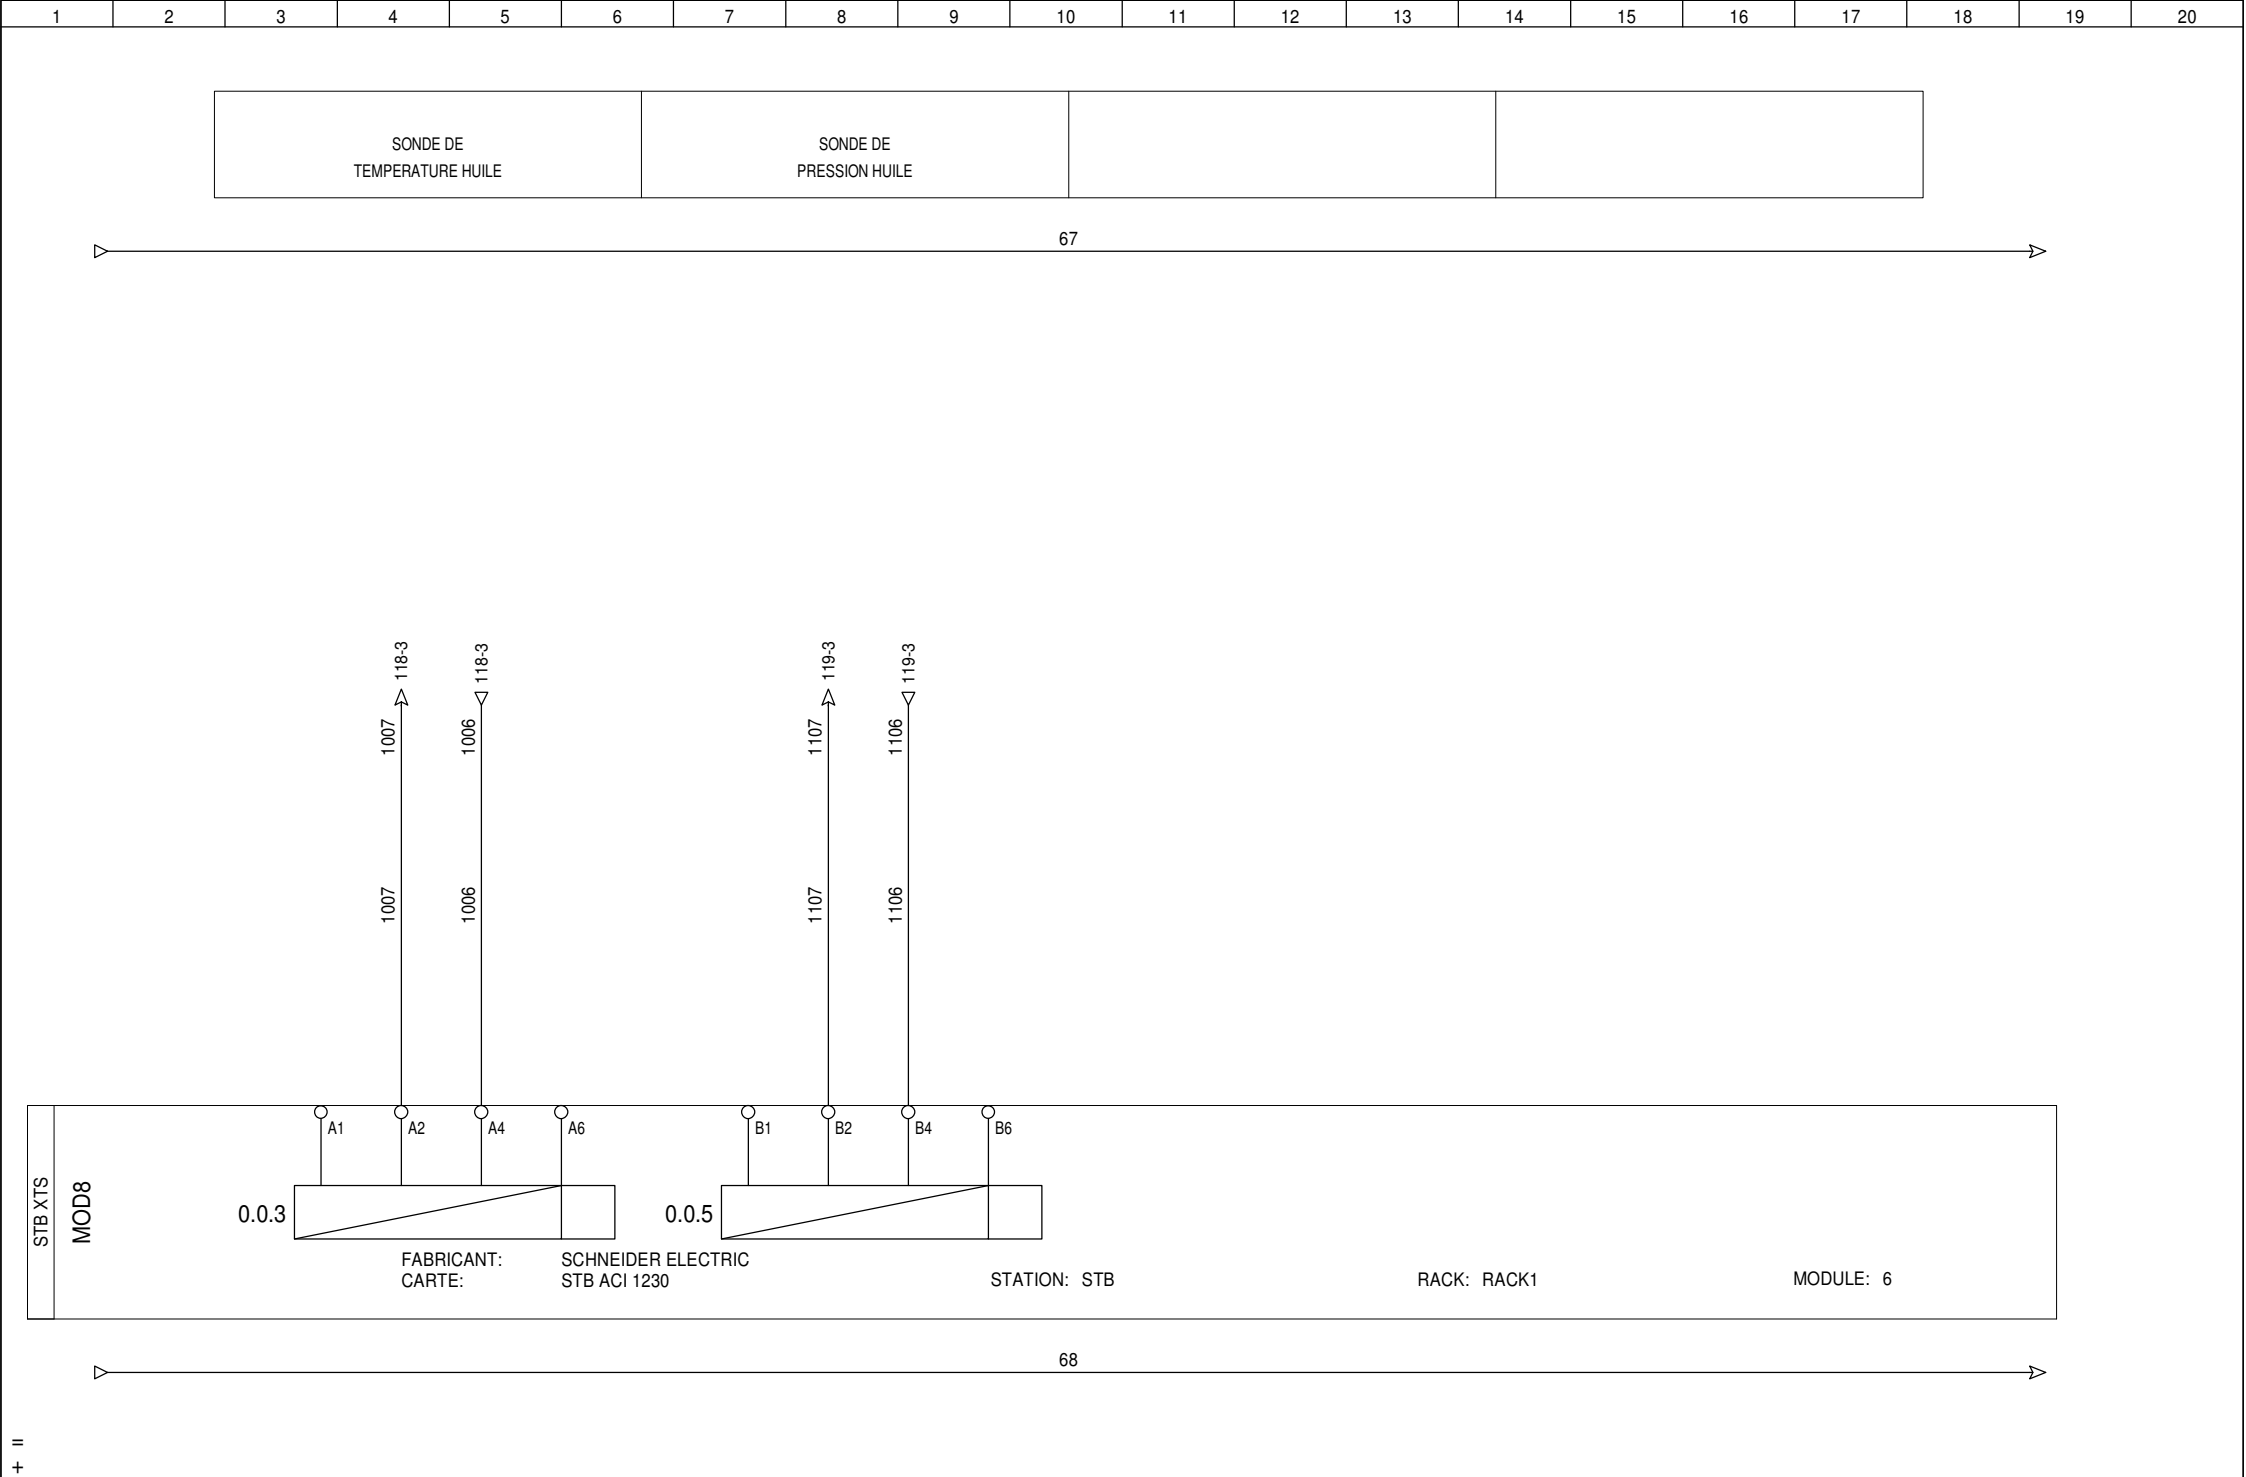 1 2 3 4 5 6 7 8 9 10 11 12 13 14 15 16 17 18 19 20
SONDE DE
TEMPERATURE HUILE
SONDE DE
PRESSION HUILE
67
118-3 118-3 119-3 119-3
1007 1006 1107 1106
1007 1006 1107 1106
A1 A2 A4 A6 B1 B2 B4 B6
STB XTS
MOD8
0.0.3 0.0.5
FABRICANT: SCHNEIDER ELECTRIC
CARTE: STB ACI 1230
STATION: STB
RACK: RACK1
MODULE: 6
68
=
+